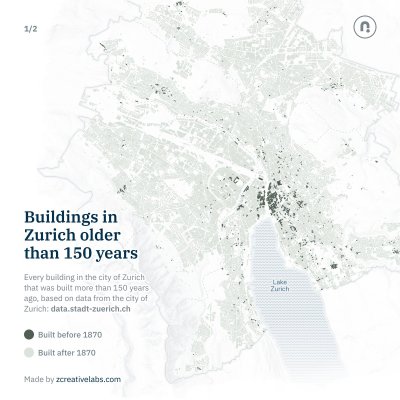 1/2
Buildings in
Zurich older
than 150 years
Every building in the city of Zurich
that was built more than 150 years
ago, based on data from the city of
Zurich: data.stadt-zuerich.ch
Built before 1870
Built after 1870
Made by zcreativelabs.com
Lake
Zurich